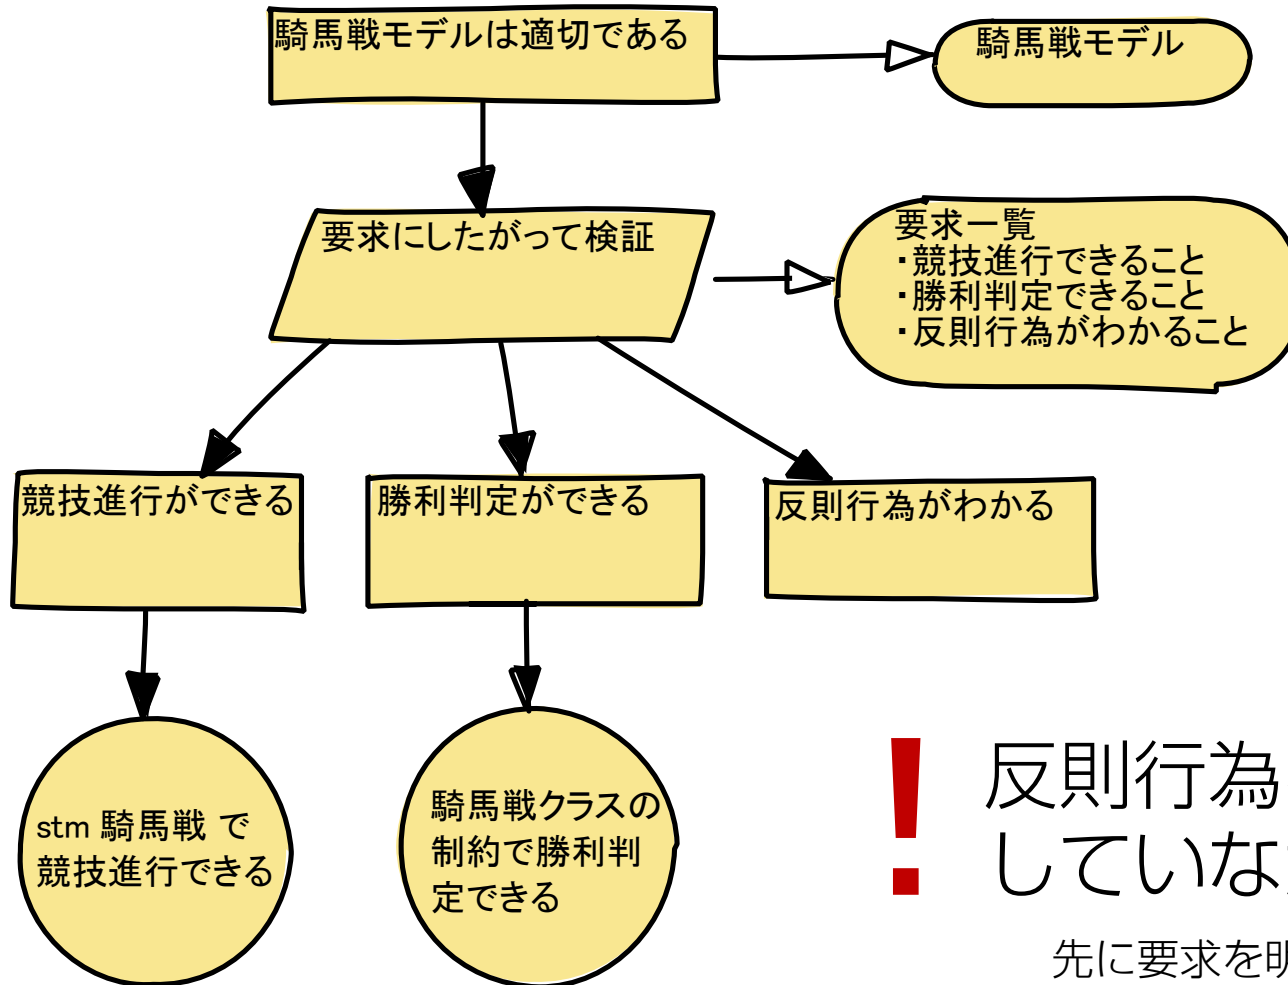 騎馬戦モデルは適切である
騎馬戦モデル
要求にしたがって検証
要求一覧
・競技進行できること
・勝利判定できること
・反則行為がわかること
競技進行ができる
勝利判定ができる
反則行為がわかる
stm 騎馬戦 で
競技進行できる
騎馬戦クラスの
制約で勝利判
定できる
!
反則行為
していな
先に要求を明